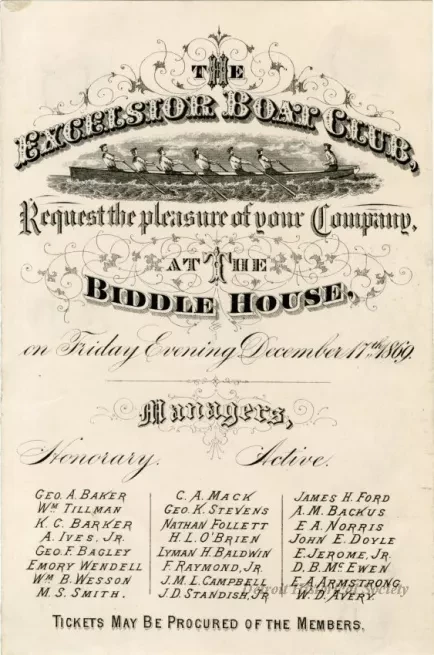 THE
EXCELSIOR BOAT CLUB,
Request the pleasure of your Company,
AT THE
BIDDLE HOUSE,
on Friday Evening December 17th 1869.
Managers,
Honorary. Active.
GEO. A. BAKER
WM TILLMAN
K. C. BARKER
A. IVES, JR.
GEO. F. BAGLEY
EMORY WENDELL
WM B. WESSON
M. S. SMITH.
C. A. MACK
GEO. K. STEVENS
NATHAN FOLLETT
H. L. O'BRIEN
LYMAN H. BALDWIN
F. RAYMOND, JR.
J. M. L. CAMPBELL
J. D. STANDISH, JR
JAMES H. FORD
A. M. BACKUS
E A. NORRIS
JOHN E. DOYLE
E. JEROME, JR.
D. B. MC EWEN
E. A. ARMSTRONG
W. D. AVERY.
Detroit Historical Society
TICKETS MAY BE PROCURED OF THE MEMBERS.